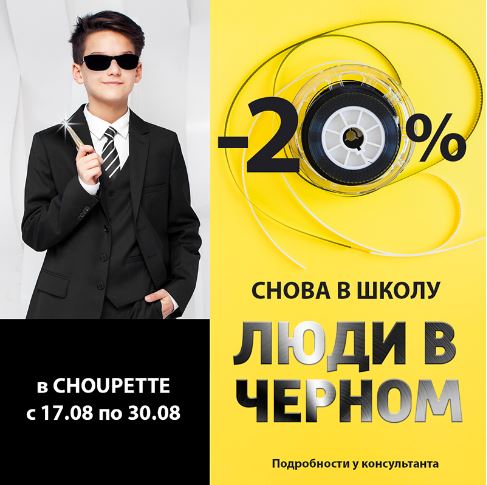 -20%
СНОВА В ШКОЛУ
ЛЮДИ В
ЧЕРНОМ
в CHOUPETTE
с 17.08 по 30.08
Подробности у консультанта